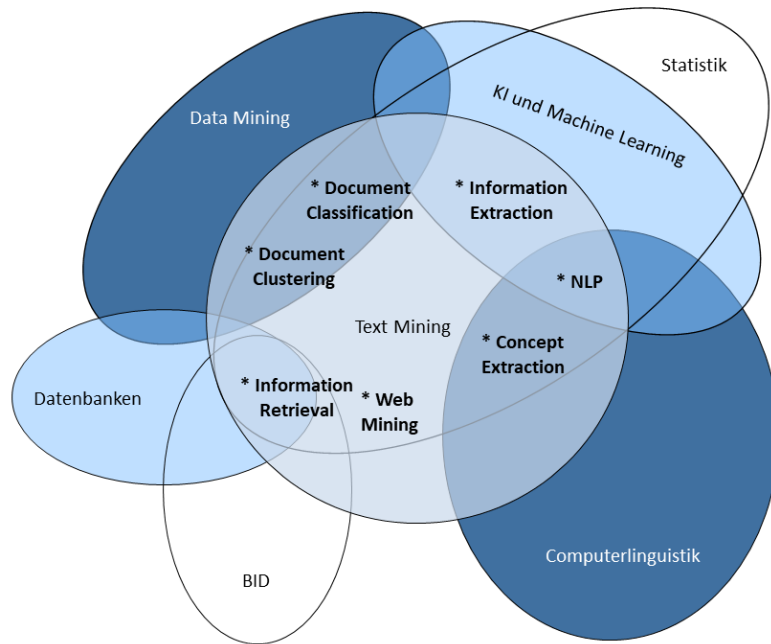 Statistik
KI und Machine Learning
Data Mining
* Document
Classification
* Information
Extraction
* Document
Clustering
* NLP
Text Mining
* Concept
Extraction
Datenbanken
* Information
Retrieval
* Web
Mining
Computerlinguistik
BID